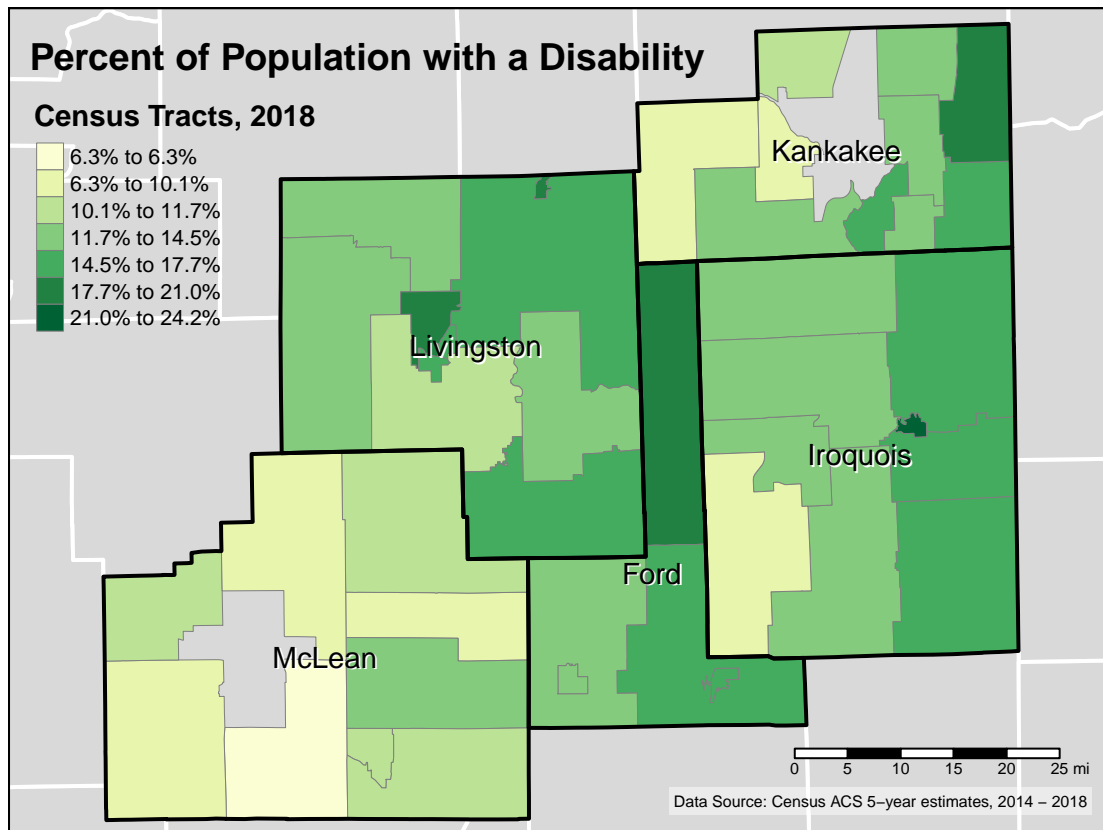 Percent of Population with a Disability
Census Tracts, 2018
6.3% to 6.3%
6.3% to 10.1%
10.1% to 11.7%
11.7% to 14.5%
14.5% to 17.7%
17.7% to 21.0%
21.0% to 24.2%
Kankakee
Livingston
Iroquois
Ford
McLean
0 5 10 15 20 25 mi
Data Source: Census ACS 5−year estimates, 2014 − 2018